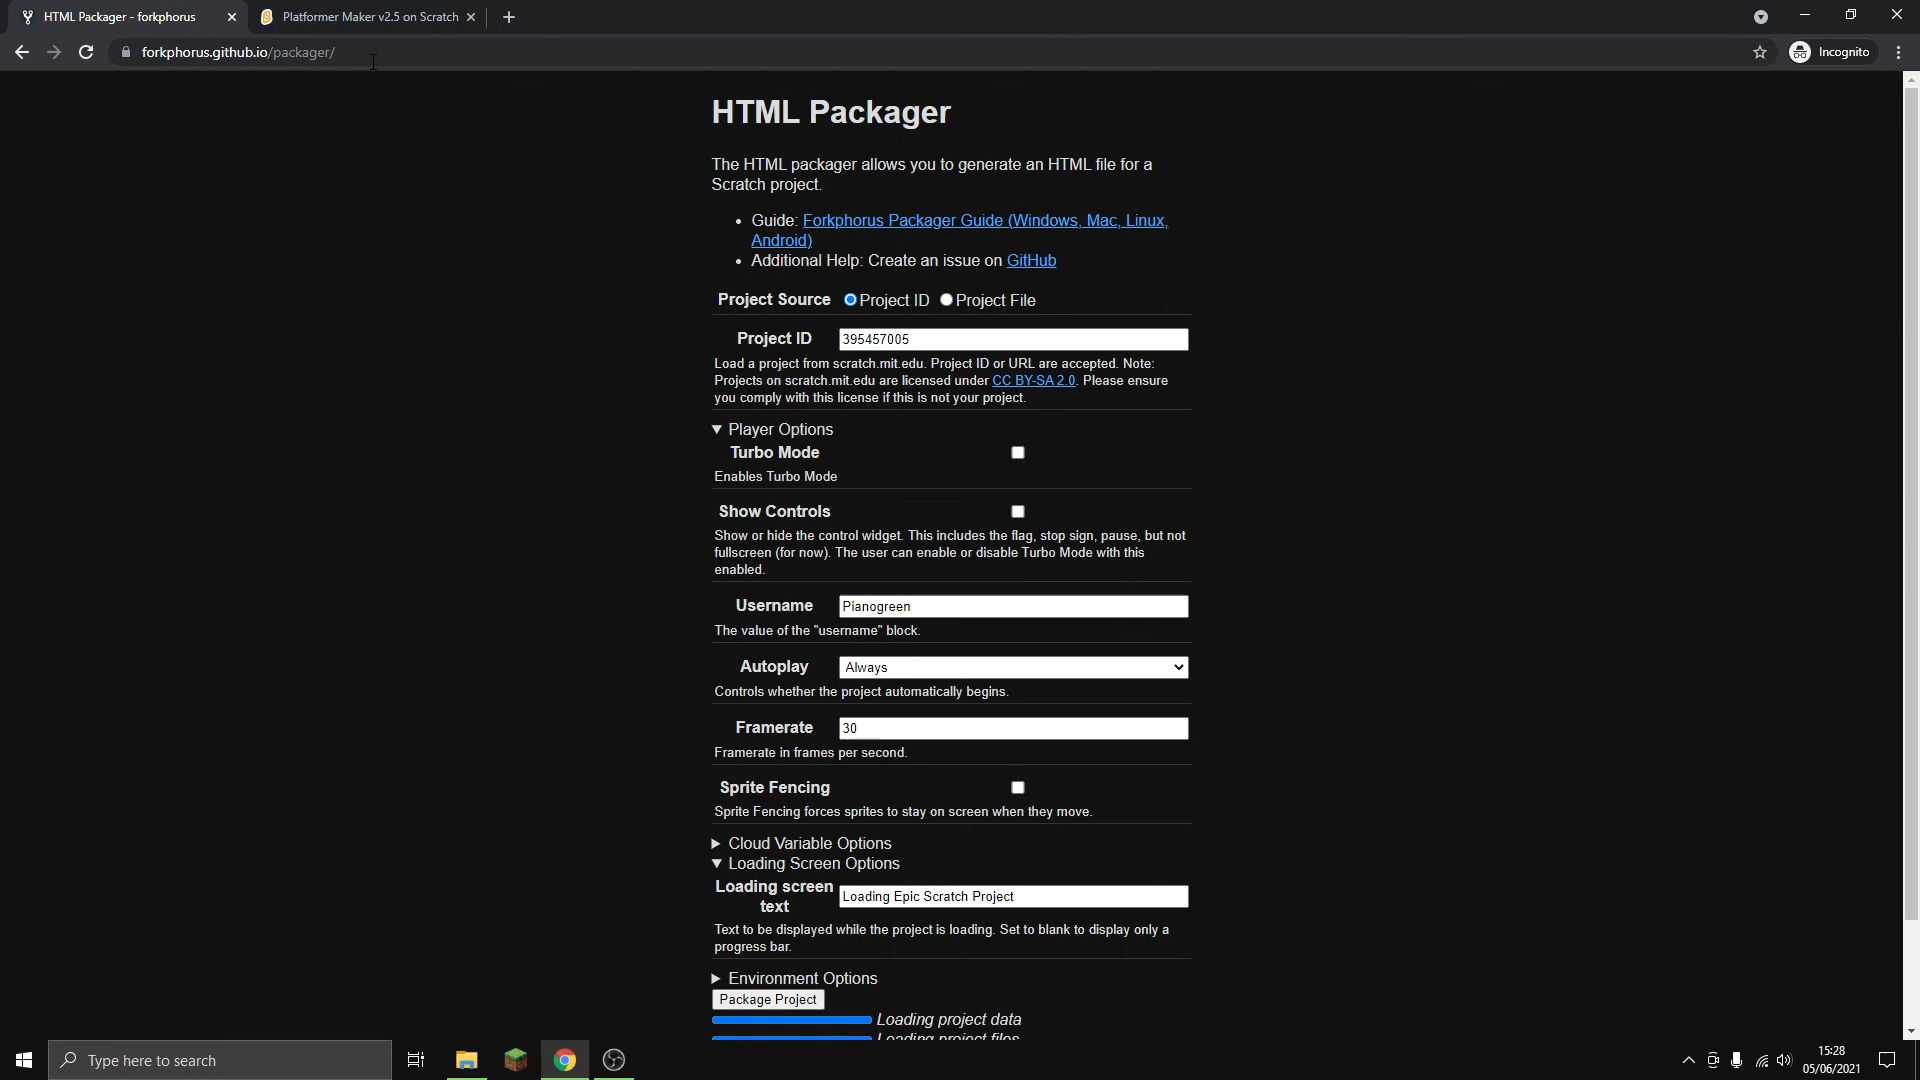 HTML Packager - forkphorus
Platformer Maker v2.5 on Scratch
forkphorus.github.io/packager/
Incognito
HTML Packager
The HTML packager allows you to generate an HTML file for a
Scratch project.
• Guide: Forkphorus Packager Guide (Windows, Mac, Linux,
Android)
• Additional Help: Create an issue on GitHub
Project Source Project ID Project File
Project ID 395457005
Load a project from scratch.mit.edu. Project ID or URL are accepted. Note:
Projects on scratch.mit.edu are licensed under CC BY-SA 2.0. Please ensure
you comply with this license if this is not your project.
▼ Player Options
Turbo Mode
Enables Turbo Mode
Show Controls
Show or hide the control widget. This includes the flag, stop sign, pause, but not
fullscreen (for now). The user can enable or disable Turbo Mode with this
enabled.
Username Pianogreen
The value of the "username" block.
Autoplay Always
Controls whether the project automatically begins.
Framerate 30
Framerate in frames per second.
Sprite Fencing
Sprite Fencing forces sprites to stay on screen when they move.
▶ Cloud Variable Options
▼ Loading Screen Options
Loading screen
text Loading Epic Scratch Project
Text to be displayed while the project is loading. Set to blank to display only a
progress bar.
▶ Environment Options
Package Project
Loading project data
Loading project files
Type here to search
15:28
05/06/2021